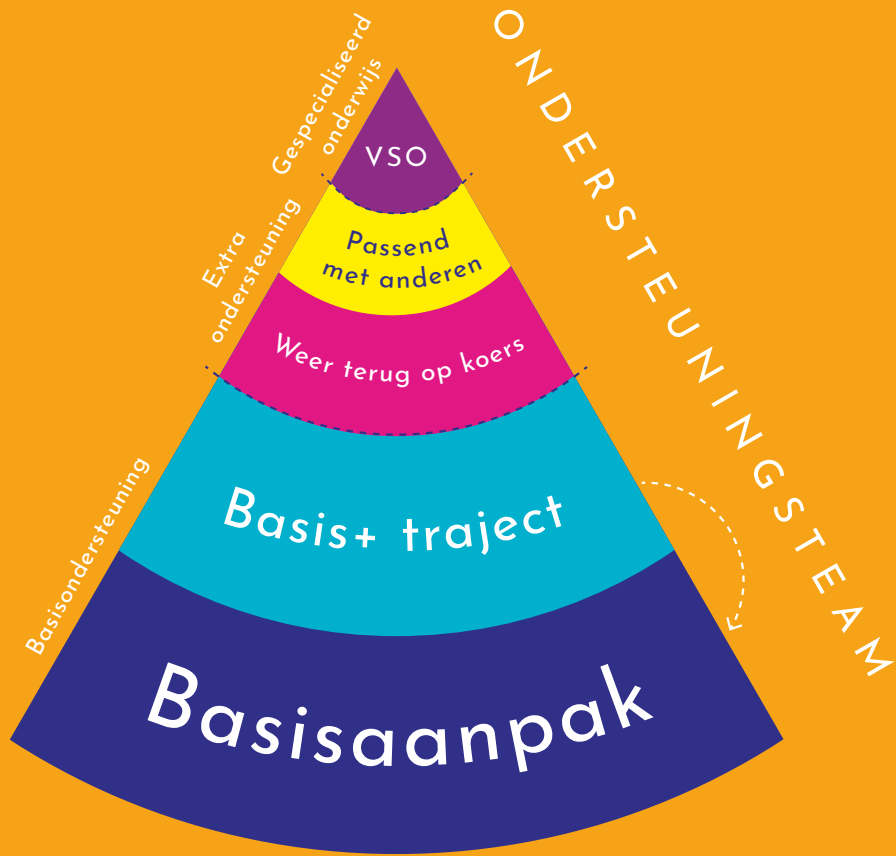 Gespecialiseerd
onderwijs
VSO
Extra
ondersteuning
Passend
met anderen
Weer terug op koers
Basisondersteuning
Basis+ traject
Basisaanpak
ONDERSTEUNINGSTEAM